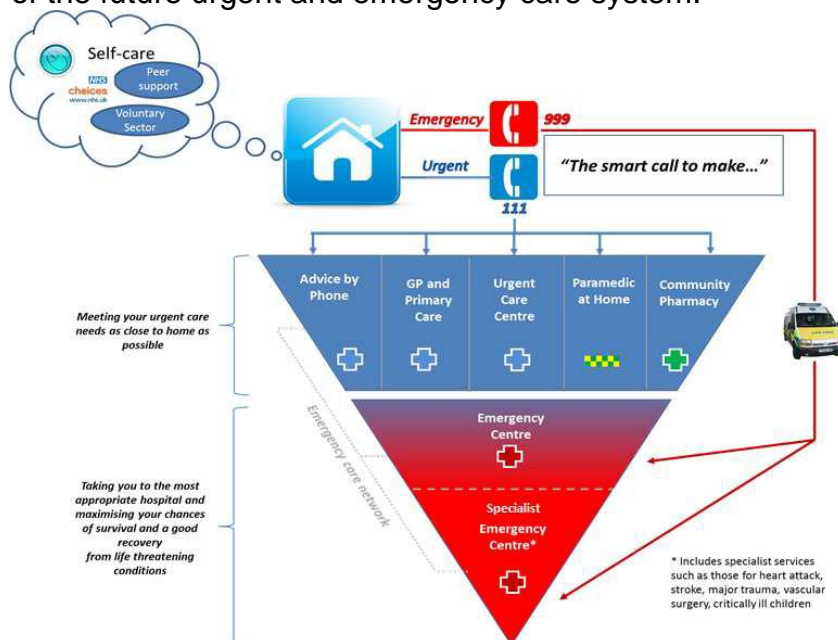 of the future urgent and emergency care system.
Self-care
Peer
support
NHS
choices
www.nhs.uk
Voluntary
Sector
Emergency
999
Urgent
111
“The smart call to make…”
Meeting your urgent care
needs as close to home as
possible
Advice by
Phone
GP and
Primary
Care
Urgent
Care
Centre
Paramedic
at Home
Community
Pharmacy
Emergency care network
Taking you to the most
appropriate hospital and
maximising your chances
of survival and a good
recovery
from life threatening
conditions
Emergency
Centre
Specialist
Emergency
Centre*
* Includes specialist services
such as those for heart attack,
stroke, major trauma, vascular
surgery, critically ill children